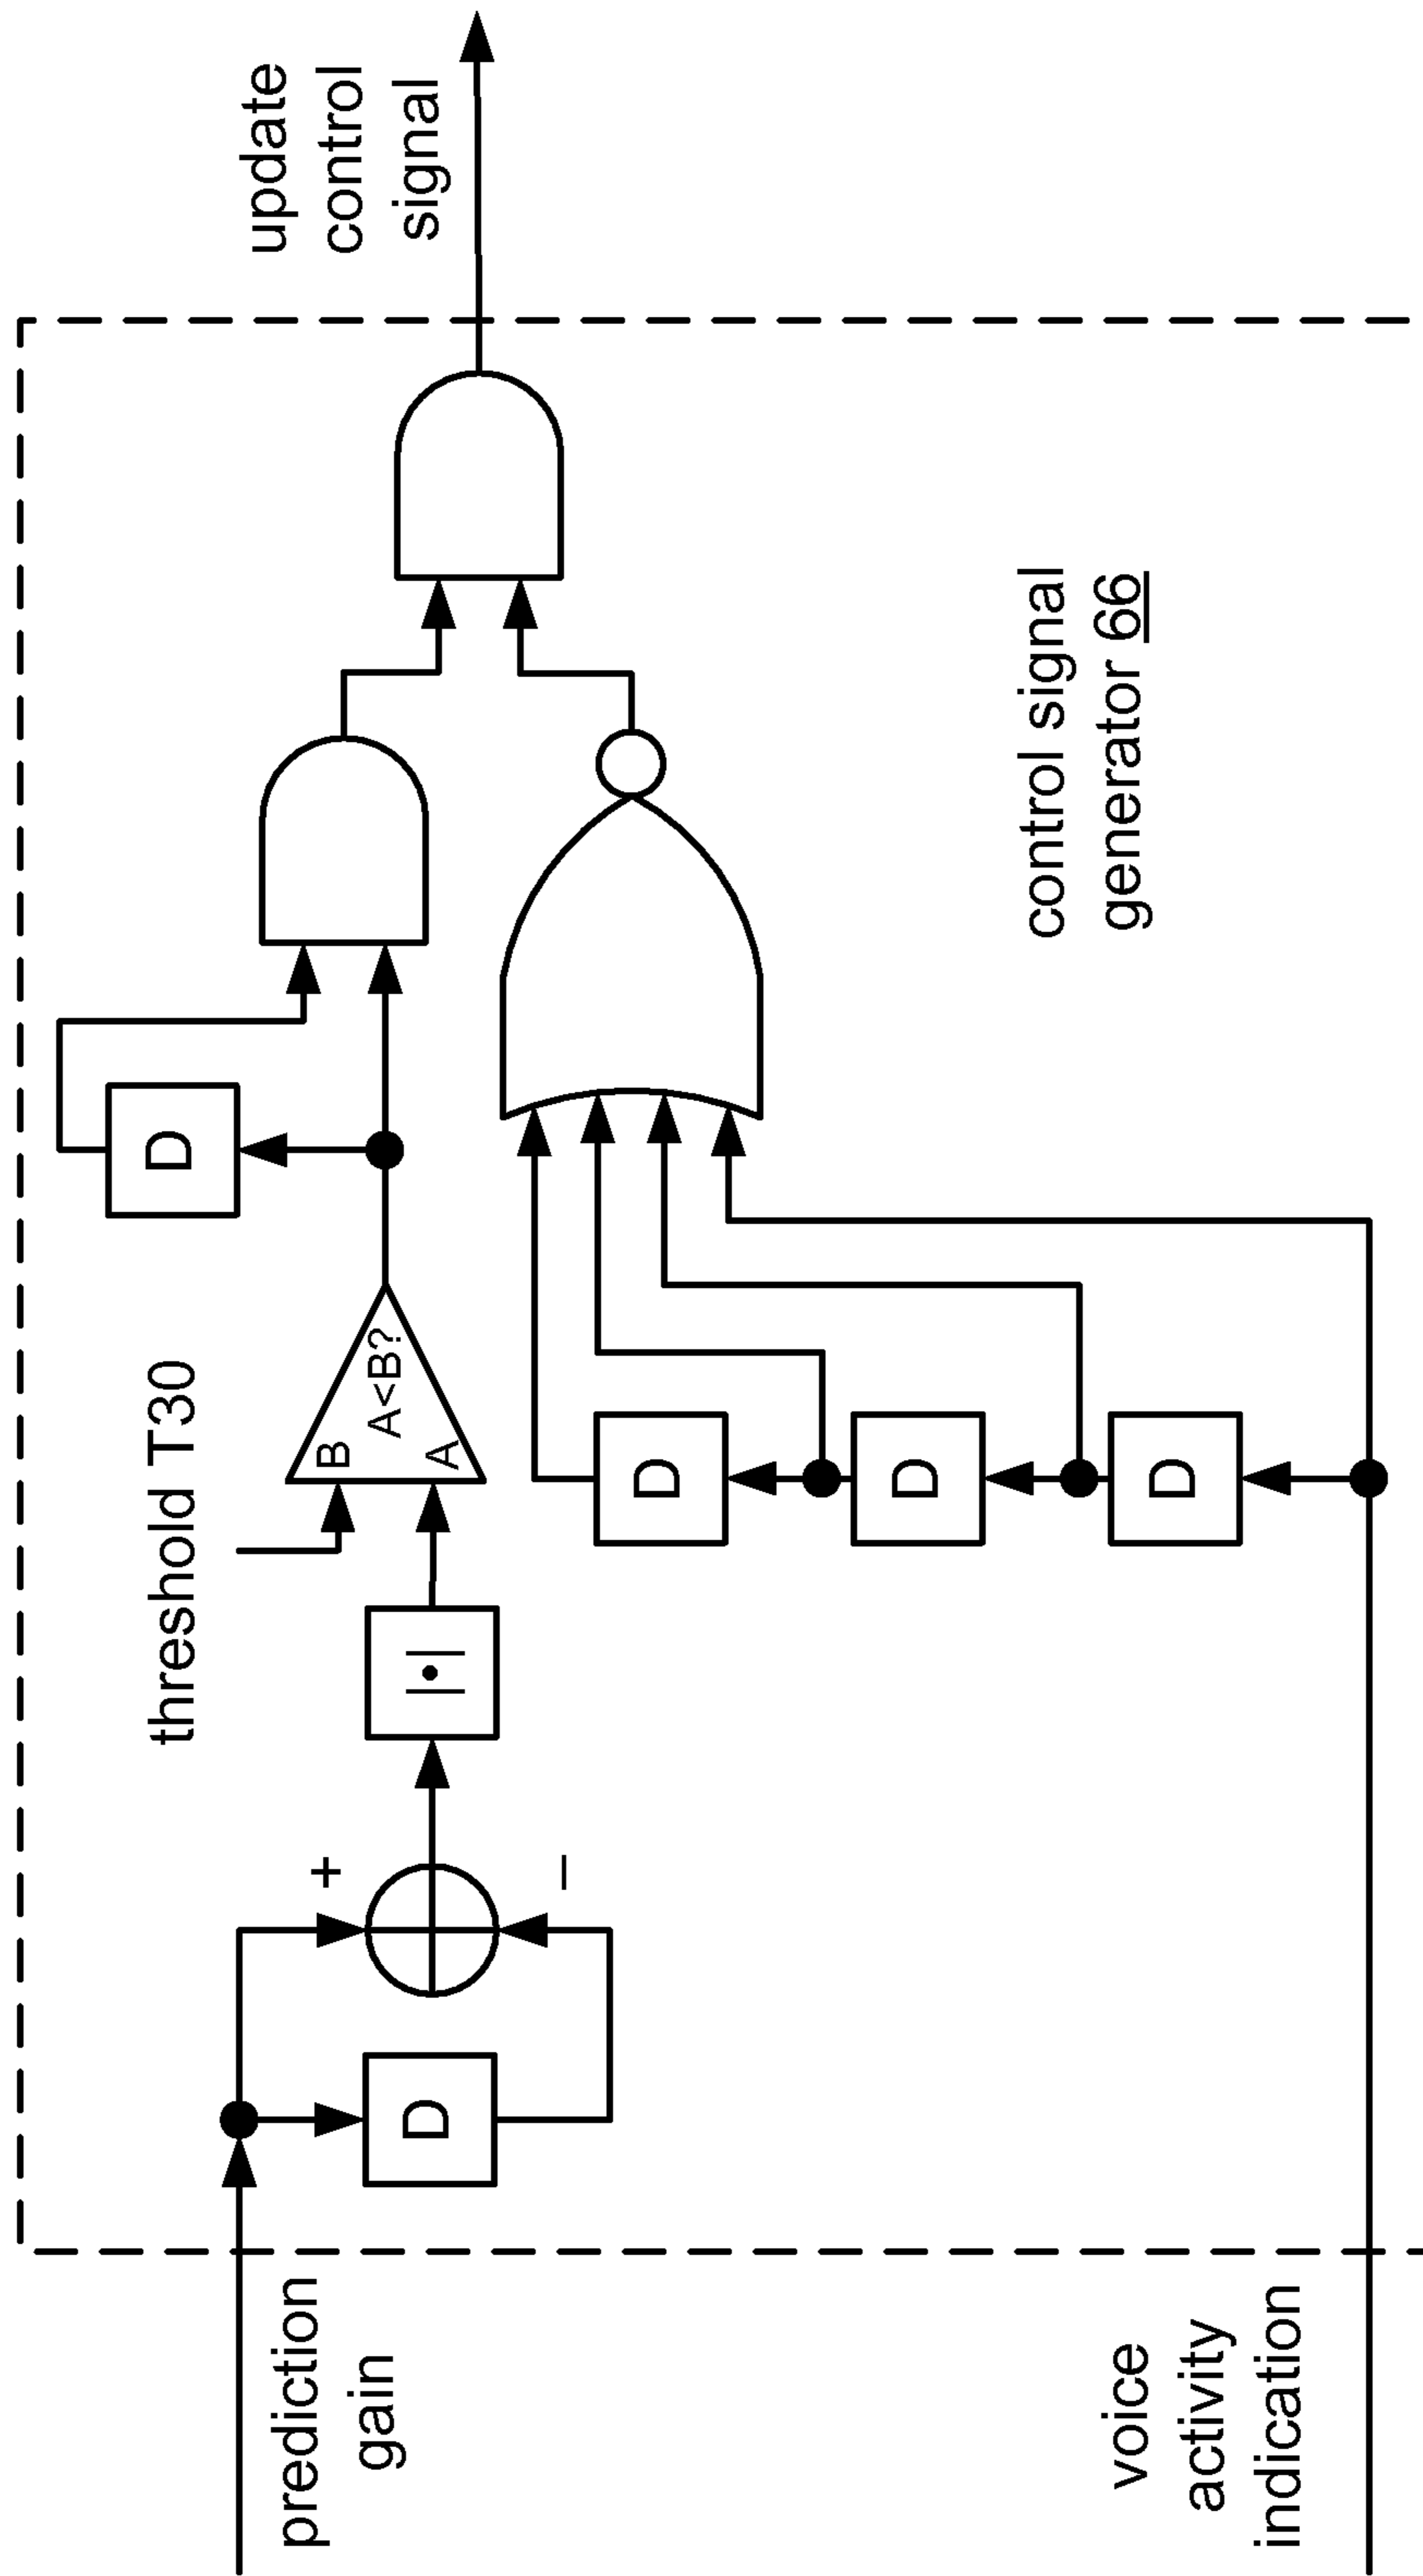 prediction
gain
D
+
–
|•|
threshold T30
B
A<B?
A
D
update
control
signal
voice
activity
indication
D
D
D
control signal
generator 66